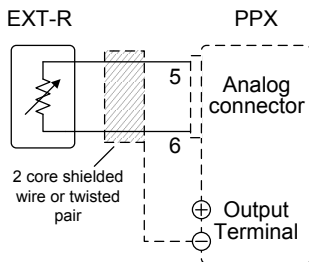 EXT-R
PPX
5
Analog
connector
6
2 core shielded
wire or twisted
pair
+
Output
Terminal
-